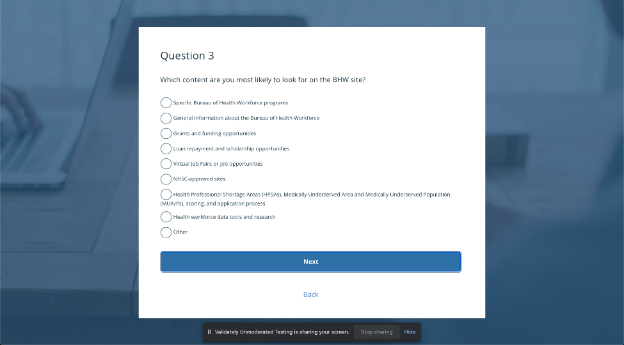 Question 3
Which content are you most likely to look for on the BHW site?
Specific Bureau of Health Workforce programs
General information about the Bureau of Health Workforce
Grants and funding opportunities
Loan repayment and scholarship opportunities
Virtual Job Fairs or job opportunities
NHSC-approved sites
Health Professional Shortage Areas (HPSAs), Medically Underserved Area and Medically Underserved Population
(MUA/Ps), scoring, and application process
Health workforce data tools and research
Other
Next
Back
Validately Unmoderated Testing is sharing your screen. Stop sharing Hide